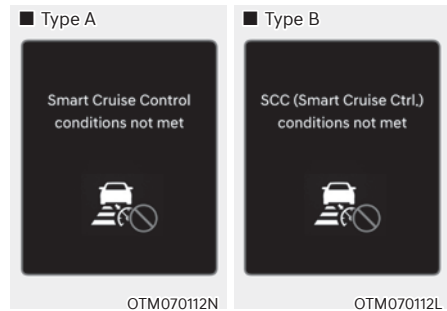 ■ Type A
Smart Cruise Control
conditions not met
OTM070112N
■ Type B
SCC (Smart Cruise Ctrl.)
conditions not met
OTM070112L